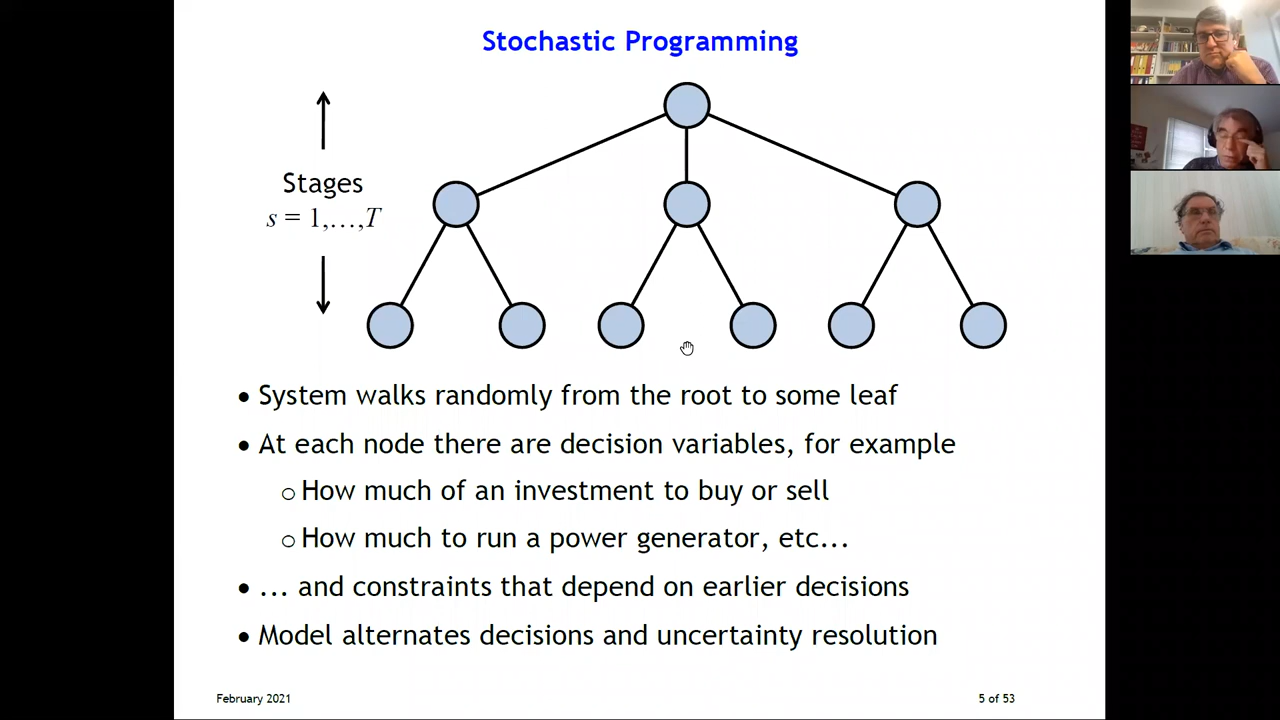 Stochastic Programming
Stages
s = 1,…,T
• System walks randomly from the root to some leaf
• At each node there are decision variables, for example
o How much of an investment to buy or sell
o How much to run a power generator, etc...
• ... and constraints that depend on earlier decisions
• Model alternates decisions and uncertainty resolution
February 2021
5 of 53